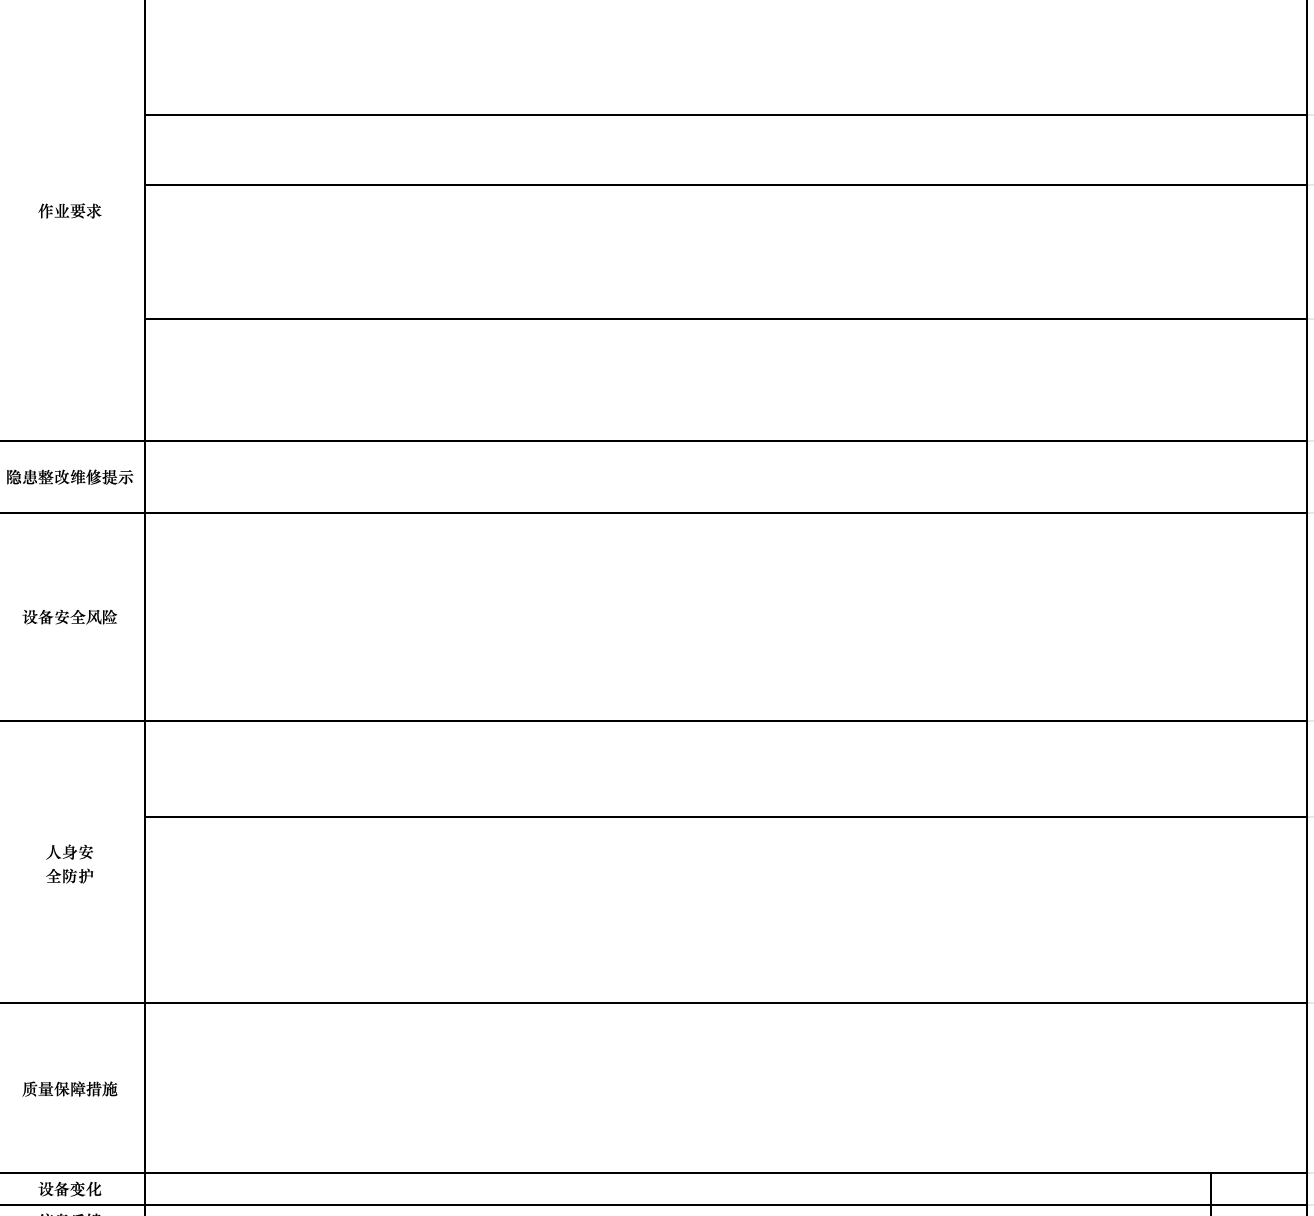 作业要求
隐患整改维修提示
设备安全风险
人身安
全防护
质量保障措施
设备变化